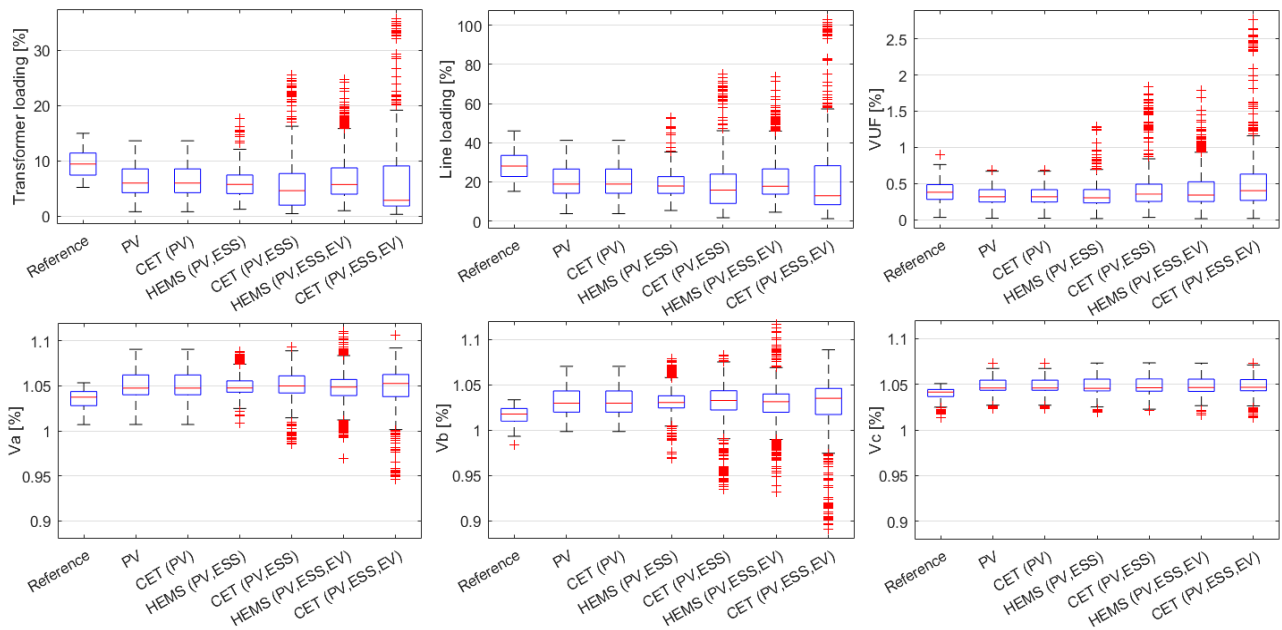 Transformer loading [%]
30
20
10
0
Reference
PV
CET (PV)
HEMS (PV,ESS)
CET (PV,ESS)
HEMS (PV,ESS,EV)
CET (PV,ESS,EV)
Line loading [%]
100
80
60
40
20
0
Reference
PV
CET (PV)
HEMS (PV,ESS)
CET (PV,ESS)
HEMS (PV,ESS,EV)
CET (PV,ESS,EV)
VUF [%]
2.5
2
1.5
1
0.5
0
Reference
PV
CET (PV)
HEMS (PV,ESS)
CET (PV,ESS)
HEMS (PV,ESS,EV)
CET (PV,ESS,EV)
Va [%]
1.1
1.05
1
0.95
0.9
Reference
PV
CET (PV)
HEMS (PV,ESS)
CET (PV,ESS)
HEMS (PV,ESS,EV)
CET (PV,ESS,EV)
Vb [%]
1.1
1.05
1
0.95
0.9
Reference
PV
CET (PV)
HEMS (PV,ESS)
CET (PV,ESS)
HEMS (PV,ESS,EV)
CET (PV,ESS,EV)
Vc [%]
1.1
1.05
1
0.95
0.9
Reference
PV
CET (PV)
HEMS (PV,ESS)
CET (PV,ESS)
HEMS (PV,ESS,EV)
CET (PV,ESS,EV)